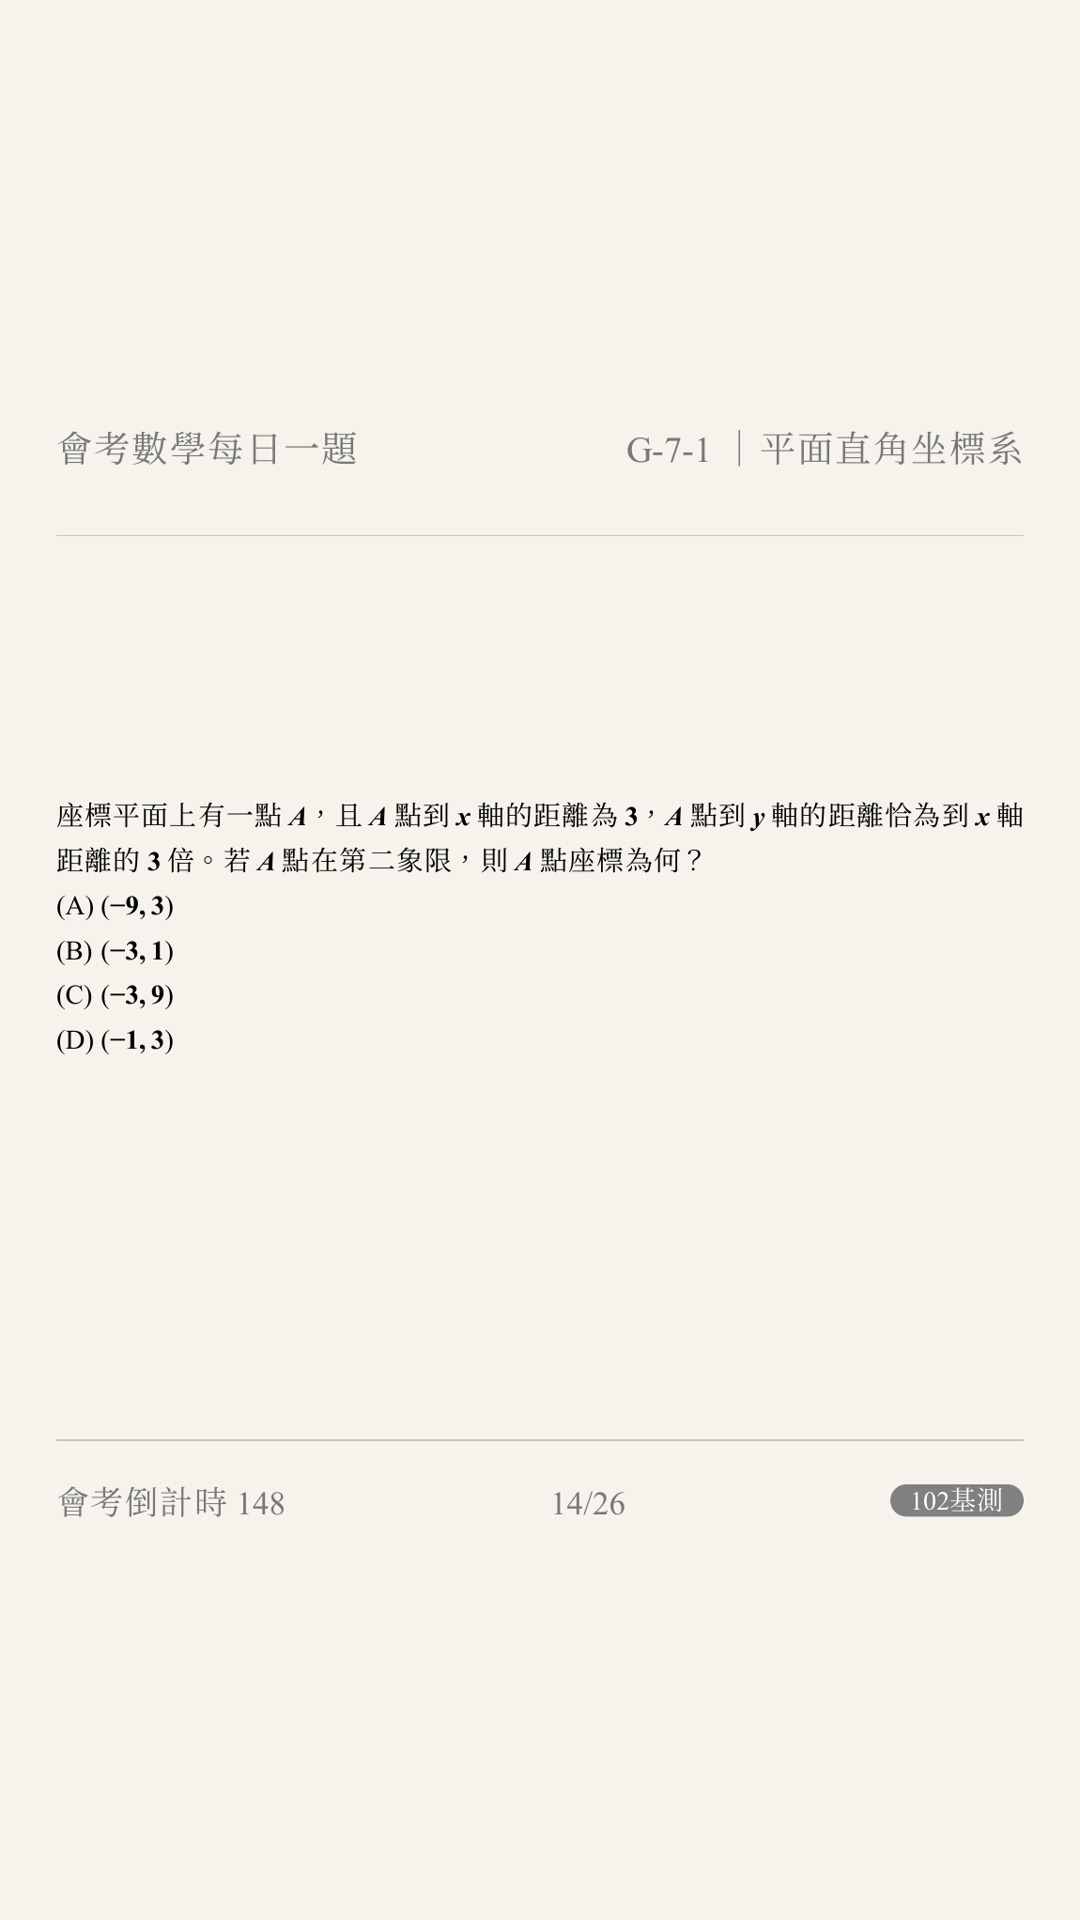 會考數學每日一題
G-7-1 | 平面直角坐標系
座標平面上有一點 A，且 A 點到 x 軸的距離為 3，A 點到 y 軸的距離恰為到 x 軸
距離的 3 倍。若 A 點在第二象限，則 A 點座標為何？
(A) (−9, 3)
(B) (−3, 1)
(C) (−3, 9)
(D) (−1, 3)
會考倒計時 148
14/26
102基測